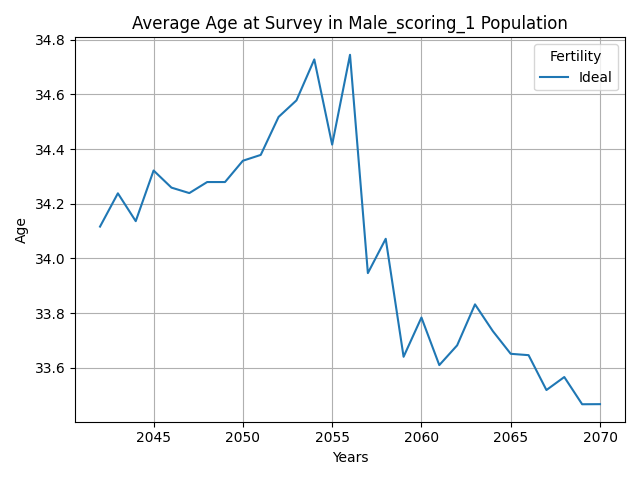 Average Age at Survey in Male_scoring_1 Population
34.8
34.6
34.4
34.2
34.0
33.8
33.6
Age
2045 2050 2055 2060 2065 2070
Years
Fertility
Ideal